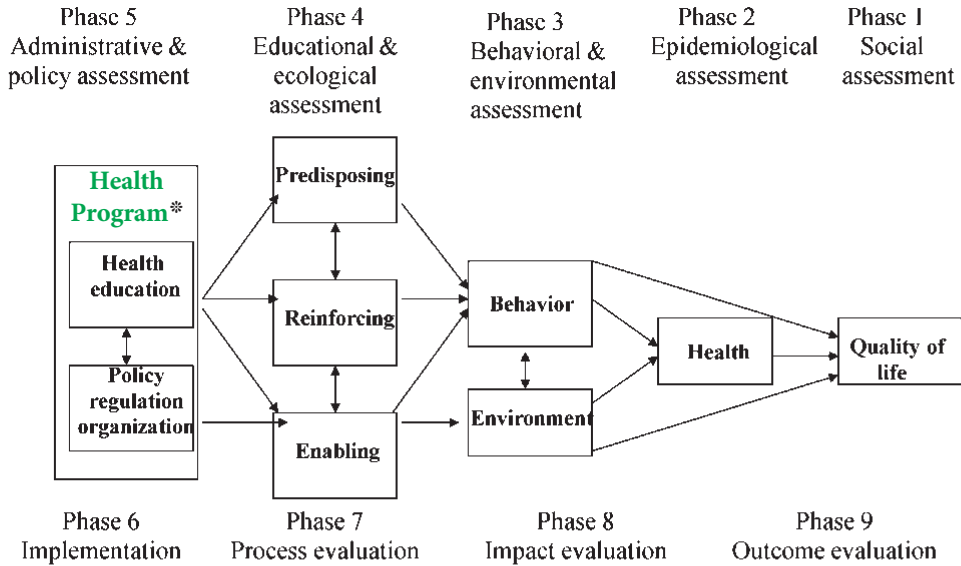 Phase 5
Administrative &
policy assessment
Phase 4
Educational &
ecological
assessment
Phase 3
Behavioral &
environmental
assessment
Phase 2
Epidemiological
assessment
Phase 1
Social
assessment
Health
Program*
Health
education
Policy
regulation
organization
Predisposing
Reinforcing
Enabling
Behavior
Environment
Health
Quality of
life
Phase 6
Implementation
Phase 7
Process evaluation
Phase 8
Impact evaluation
Phase 9
Outcome evaluation